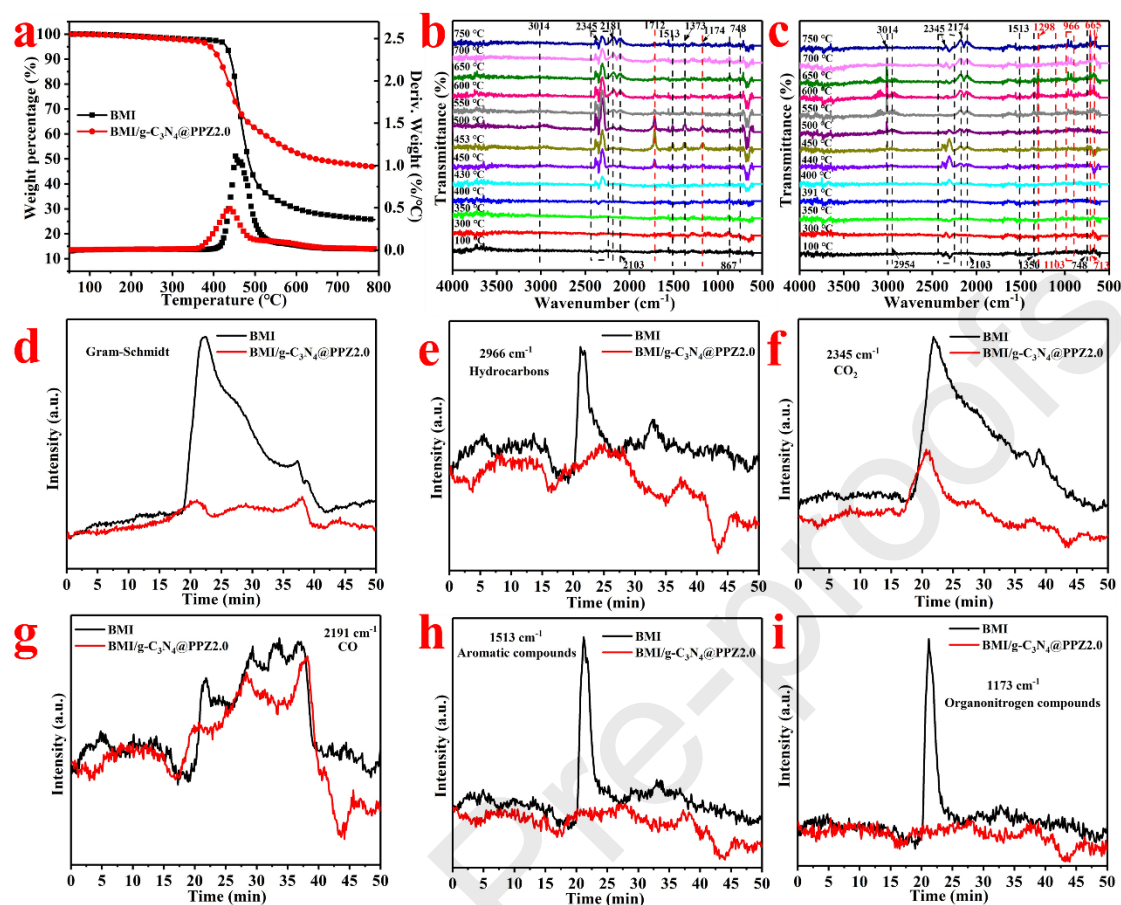 a
Weight percentage (%)
100
90
80
70
60
50
40
30
20
10
BMI
BMI/g-C₃N₄@PPZ2.0
2.5
2.0
1.5
1.0
0.5
0.0
Deriv. Weight (%/°C)
100 200 300 400 500 600 700 800
Temperature (°C)
b
Transmittance (%)
3014 2345 2181 1712 1513 1373 1174 748
750 °C
700 °C
650 °C
600 °C
550 °C
500 °C
453 °C
450 °C
430 °C
400 °C
350 °C
300 °C
100 °C
2103 867
4000 3500 3000 2500 2000 1500 1000 500
Wavenumber (cm⁻¹)
c
Transmittance (%)
3014 2345 2174 1513 1298 966 665
750 °C
700 °C
650 °C
600 °C
550 °C
500 °C
450 °C
440 °C
400 °C
391 °C
350 °C
300 °C
100 °C
2954 2103 1350 1103 748 713
4000 3500 3000 2500 2000 1500 1000 500
Wavenumber (cm⁻¹)
d
Gram-Schmidt
BMI
BMI/g-C₃N₄@PPZ2.0
Intensity (a.u.)
0 5 10 15 20 25 30 35 40 45 50
Time (min)
e
2966 cm⁻¹
Hydrocarbons
BMI
BMI/g-C₃N₄@PPZ2.0
Intensity (a.u.)
0 5 10 15 20 25 30 35 40 45 50
Time (min)
f
2345 cm⁻¹
CO₂
BMI
BMI/g-C₃N₄@PPZ2.0
Intensity (a.u.)
0 5 10 15 20 25 30 35 40 45 50
Time (min)
g
BMI
BMI/g-C₃N₄@PPZ2.0
2191 cm⁻¹
CO
Intensity (a.u.)
0 5 10 15 20 25 30 35 40 45 50
Time (min)
h
1513 cm⁻¹
Aromatic compounds
BMI
BMI/g-C₃N₄@PPZ2.0
Intensity (a.u.)
0 5 10 15 20 25 30 35 40 45 50
Time (min)
i
BMI
BMI/g-C₃N₄@PPZ2.0
1173 cm⁻¹
Organonitrogen compounds
Intensity (a.u.)
0 5 10 15 20 25 30 35 40 45 50
Time (min)
Pre-proofs